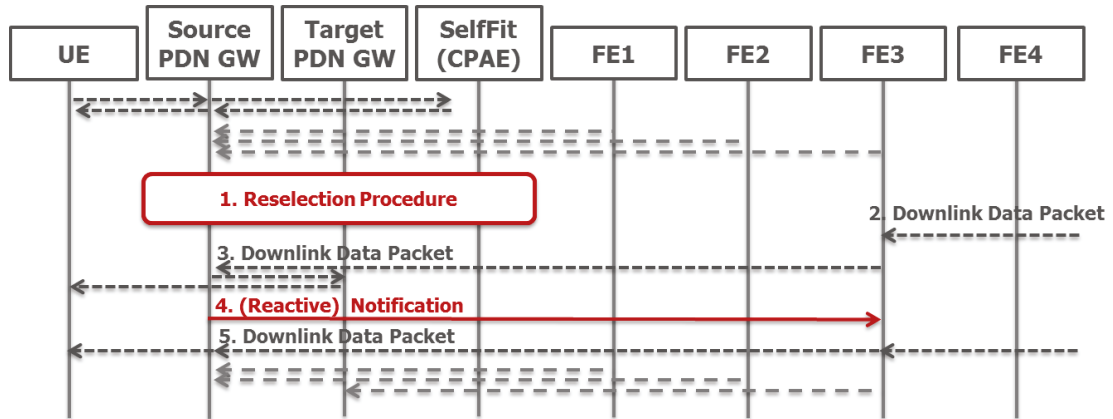 UE
Source
PDN GW
Target
PDN GW
SelfFit
(CPAE)
FE1
FE2
FE3
FE4
1. Reselection Procedure
2. Downlink Data Packet
3. Downlink Data Packet
4. (Reactive) Notification
5. Downlink Data Packet